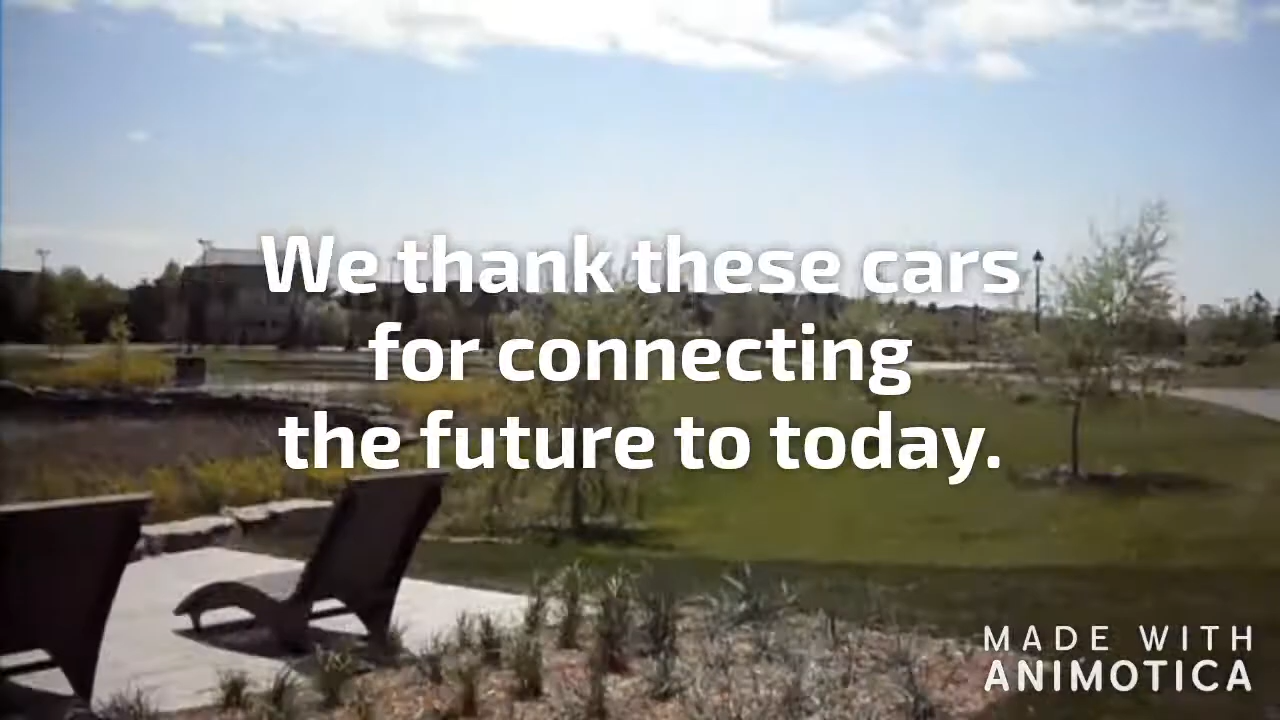 We thank these cars
for connecting
the future to today.
MADE WITH
ANIMOTICA